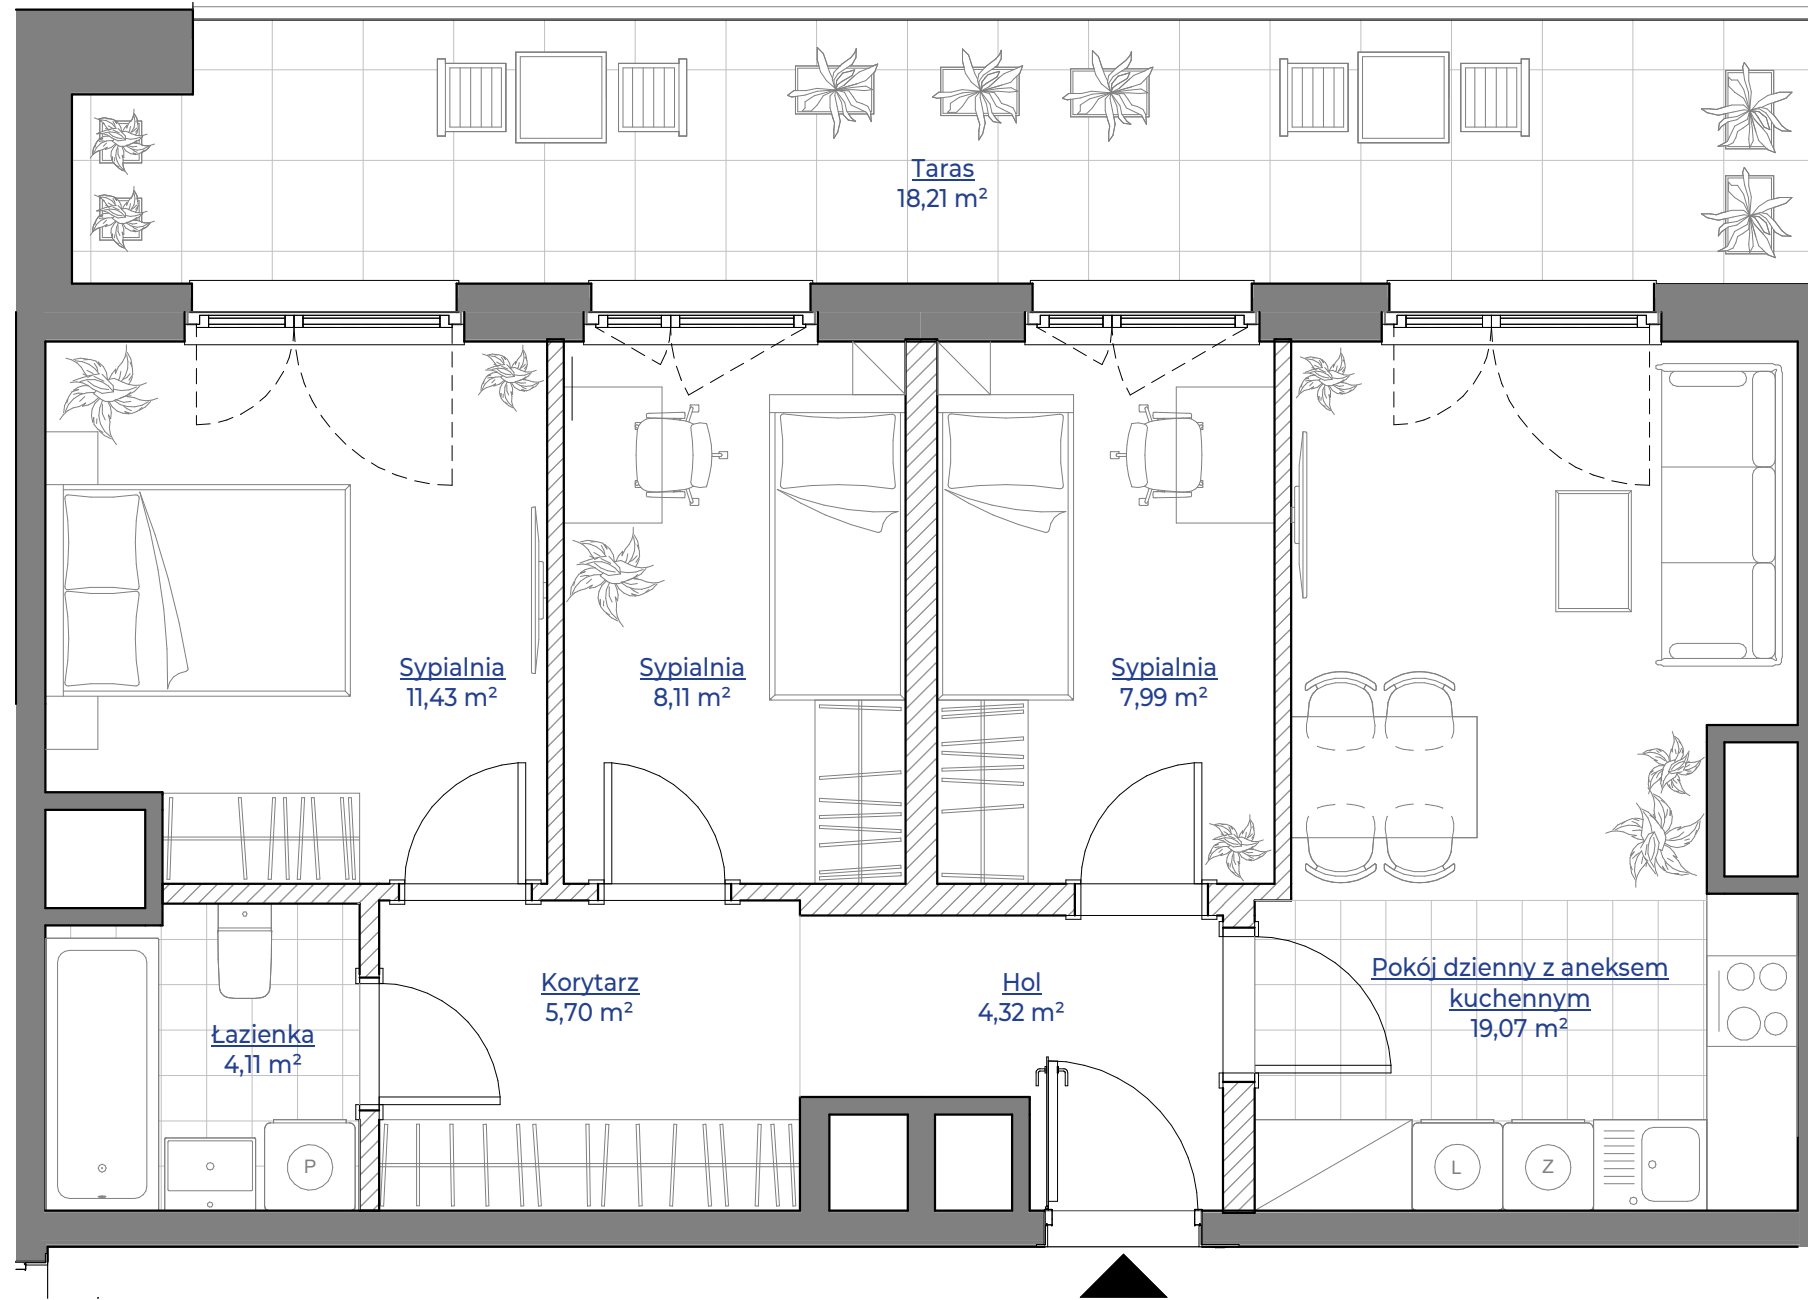 Taras
18,21 m²
Sypialnia
11,43 m²
Sypialnia
8,11 m²
Sypialnia
7,99 m²
Pokój dzienny z aneksem
kuchennym
19,07 m²
Korytarz
5,70 m²
Hol
4,32 m²
Łazienka
4,11 m²
P
L
Z